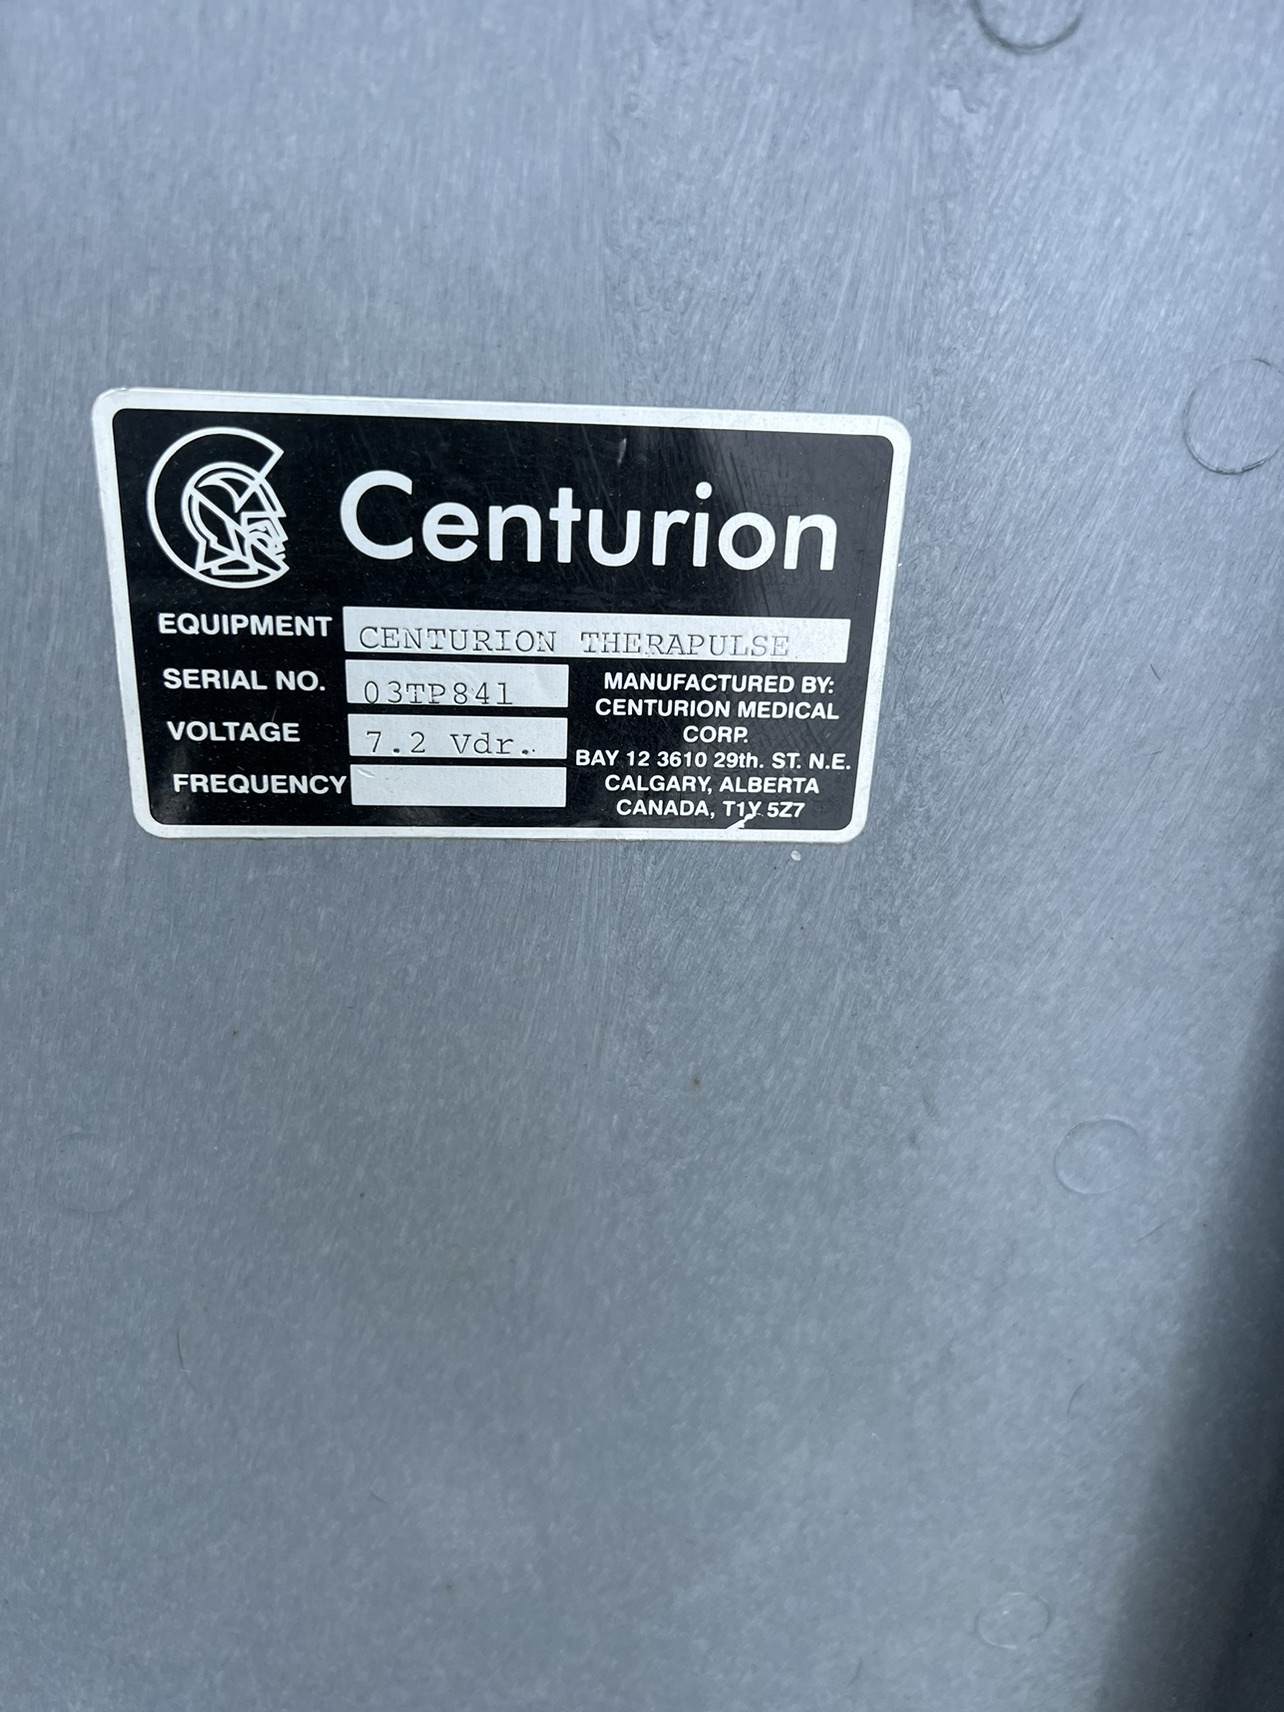 Centurion
EQUIPMENT CENTURION THERAPULSE
SERIAL NO. 03TP841
VOLTAGE 7.2 Vdr.
FREQUENCY
MANUFACTURED BY:
CENTURION MEDICAL
CORP.
BAY 12 3610 29th. ST. N.E.
CALGARY, ALBERTA
CANADA, T1Y 5Z7